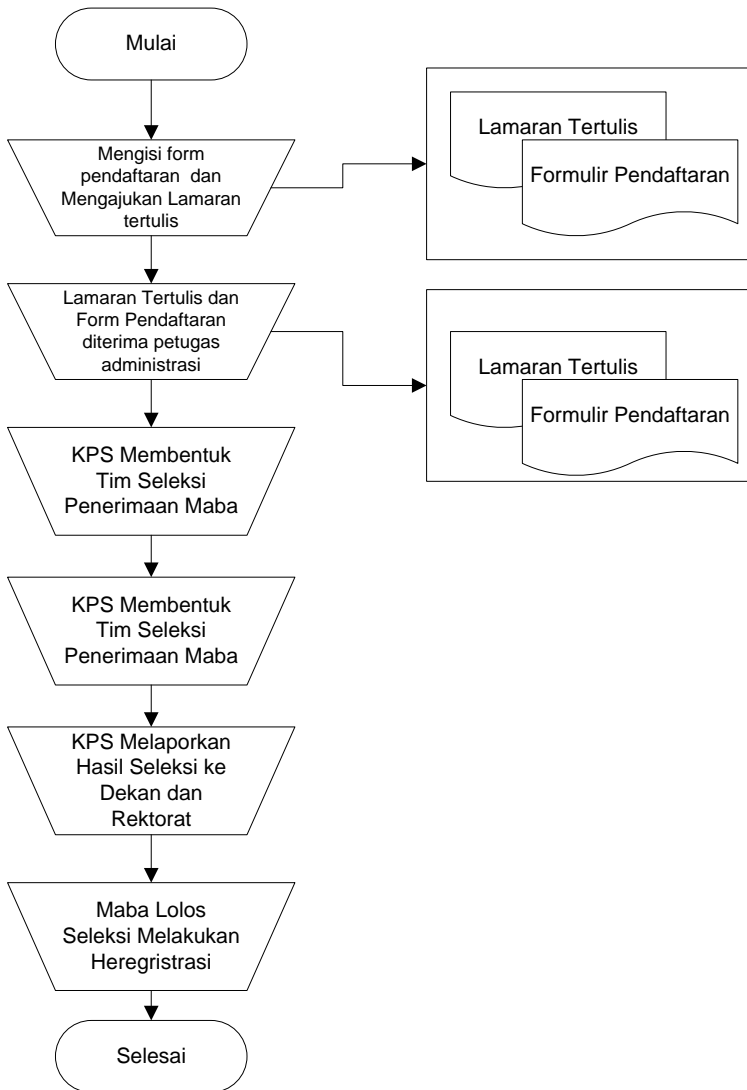 Mulai
Mengisi form
pendaftaran dan
Mengajukan Lamaran
tertulis
Lamaran Tertulis
Formulir Pendaftaran
Lamaran Tertulis dan
Form Pendaftaran
diterima petugas
administrasi
Lamaran Tertulis
Formulir Pendaftaran
KPS Membentuk
Tim Seleksi
Penerimaan Maba
KPS Membentuk
Tim Seleksi
Penerimaan Maba
KPS Melaporkan
Hasil Seleksi ke
Dekan dan
Rektorat
Maba Lolos
Seleksi Melakukan
Heregristrasi
Selesai